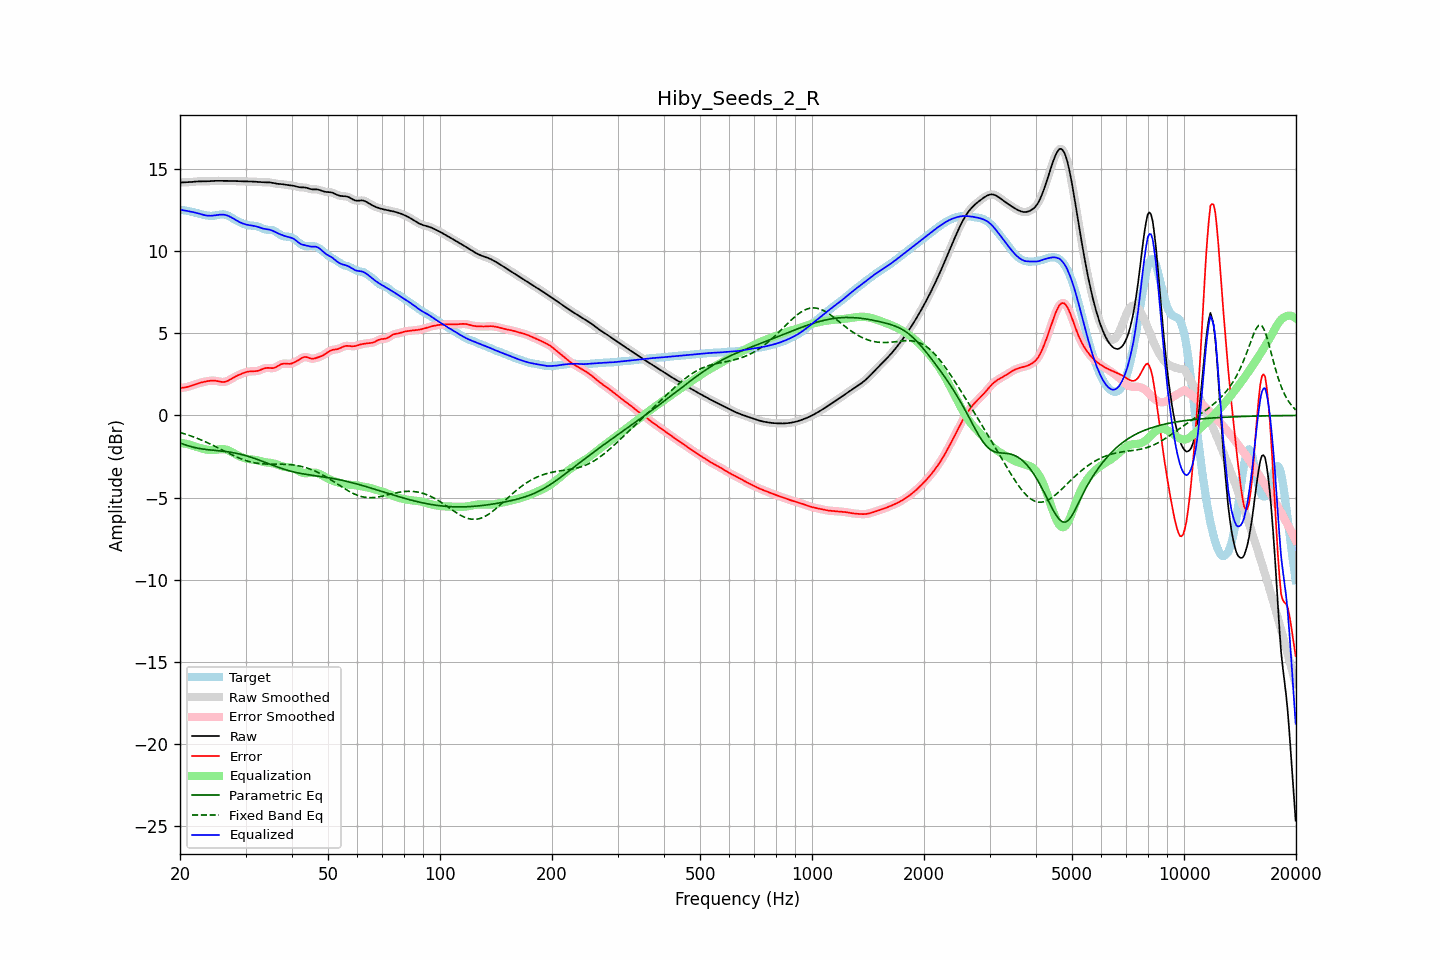 Hiby_Seeds_2_R
Amplitude (dBr)
15
10
5
0
−5
−10
−15
−20
−25
Target
Raw Smoothed
Error Smoothed
Raw
Error
Equalization
Parametric Eq
Fixed Band Eq
Equalized
20 50 100 200 500 1000 2000 5000 10000 20000
Frequency (Hz)